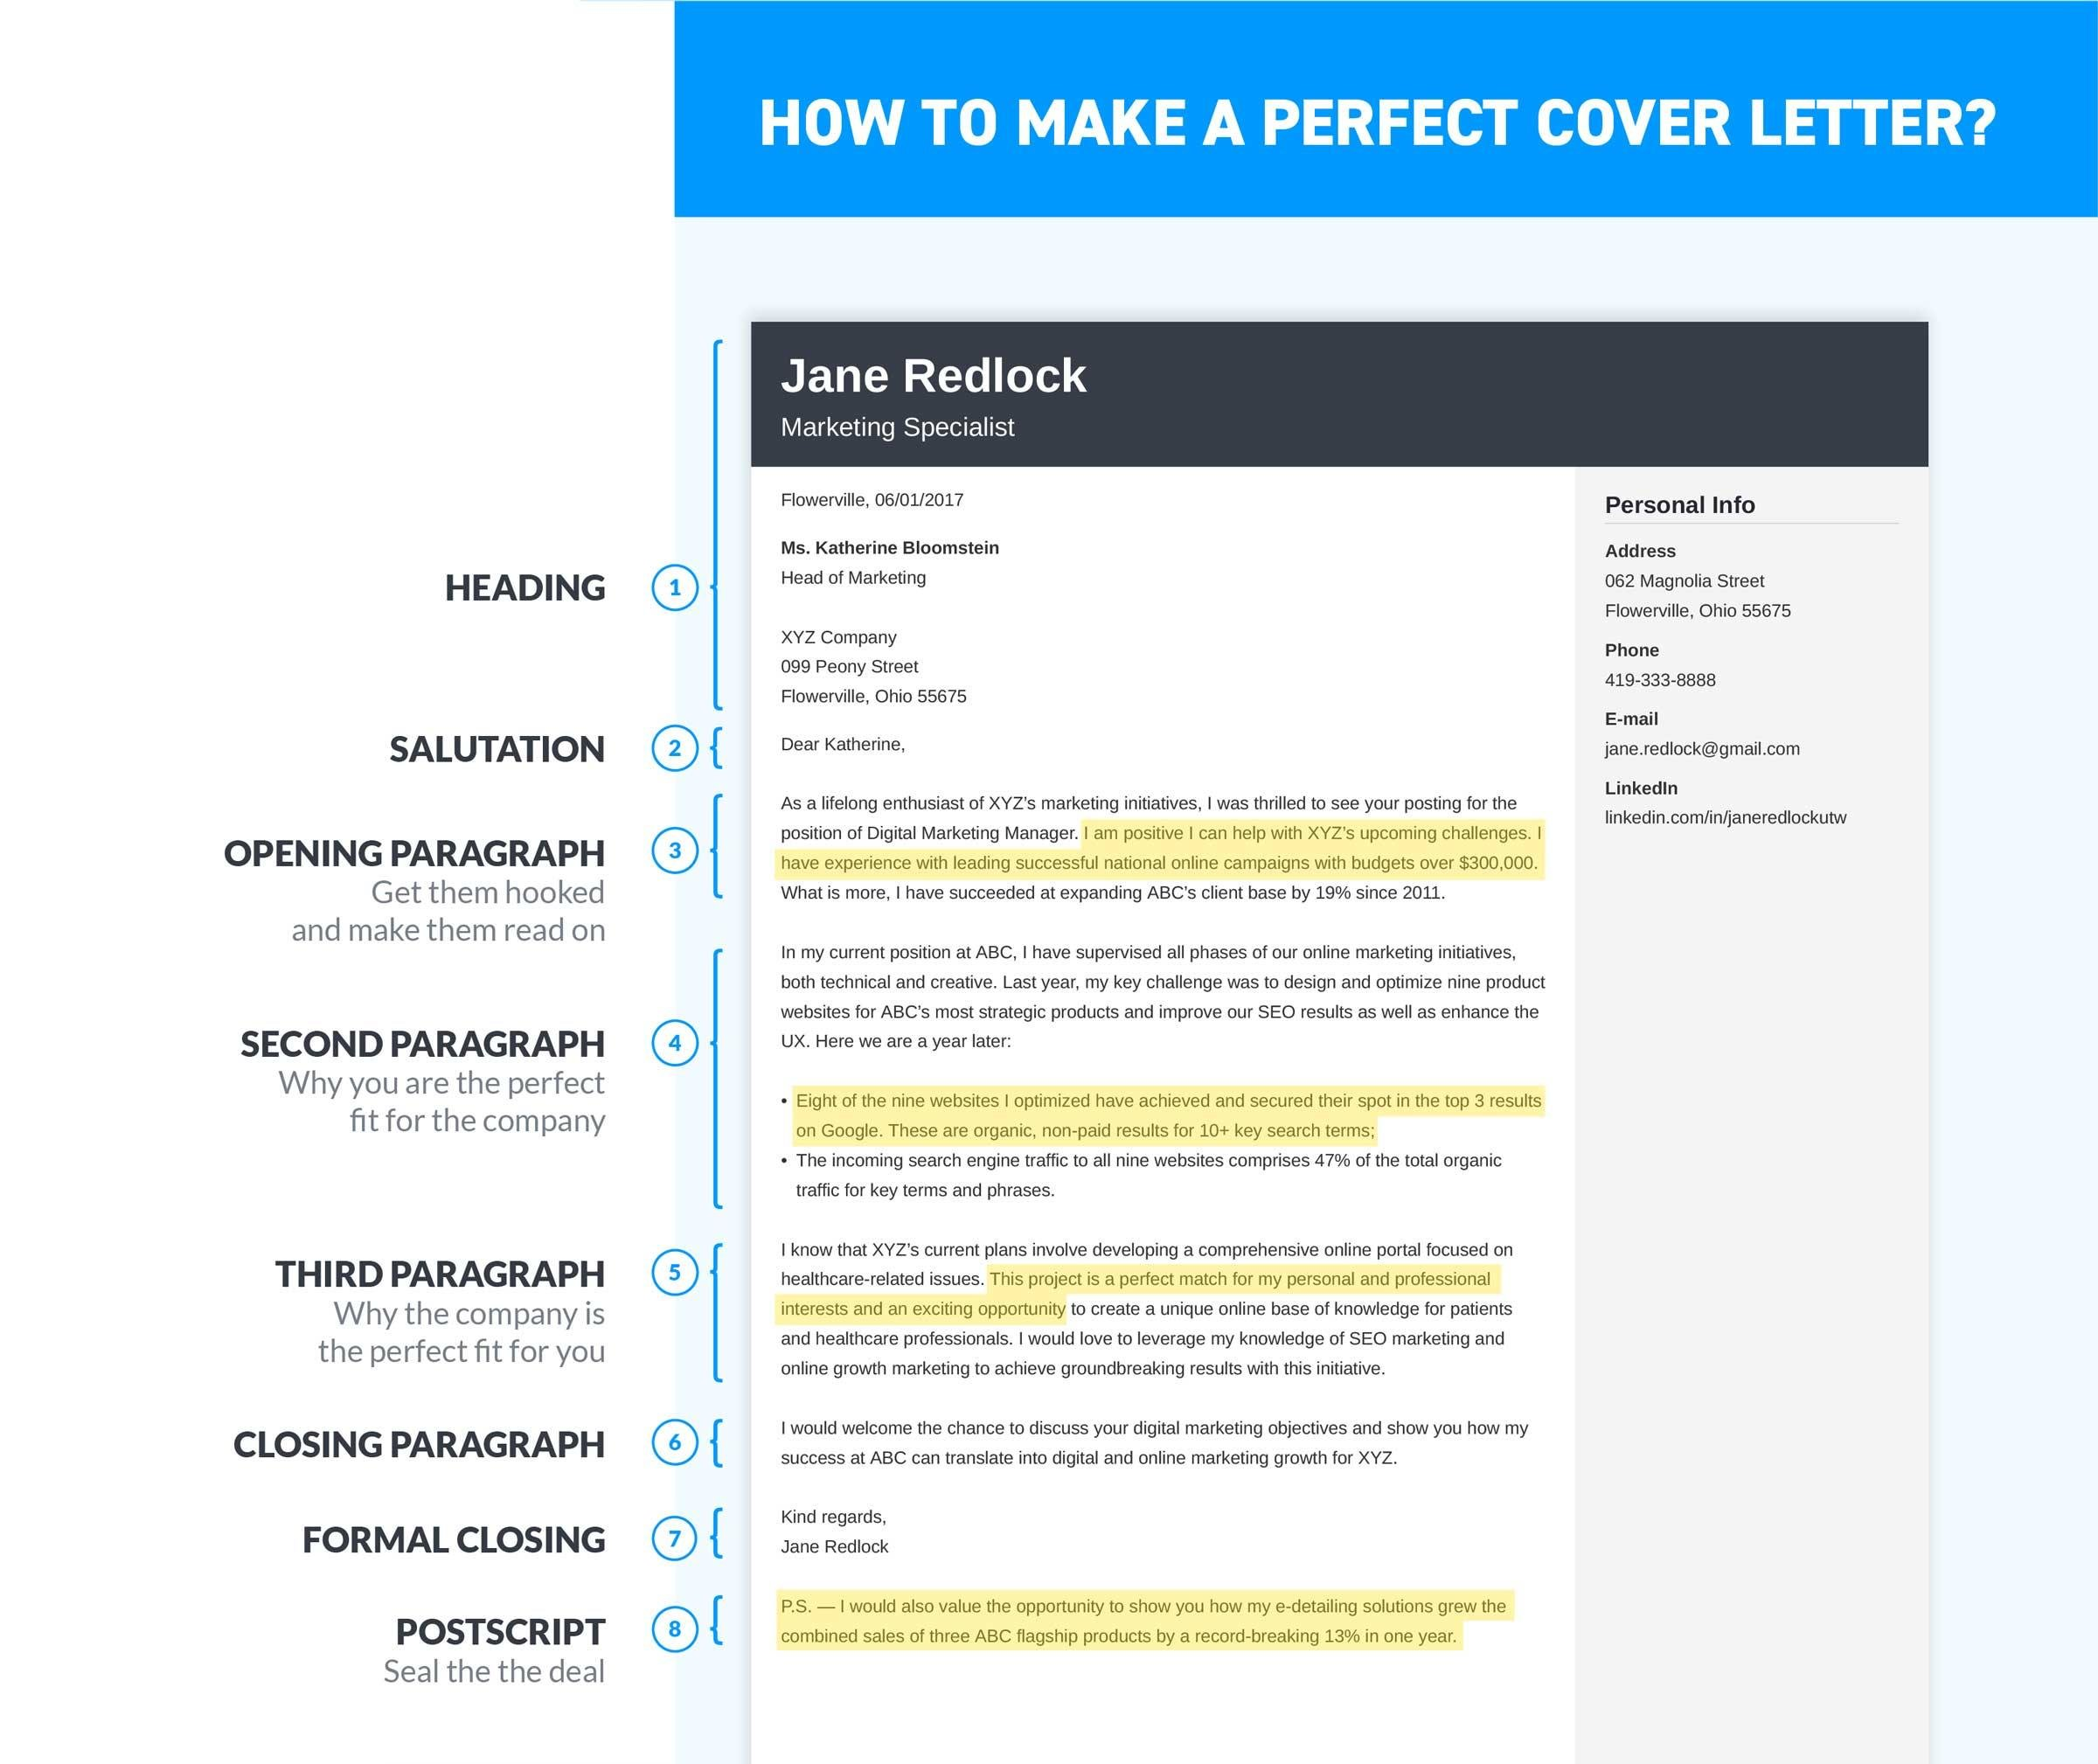 HOW TO MAKE A PERFECT COVER LETTER?
HEADING
1
Jane Redlock
Marketing Specialist
Flowerville, 06/01/2017
Ms. Katherine Bloomstein
Head of Marketing
XYZ Company
099 Peony Street
Flowerville, Ohio 55675
Personal Info
Address
062 Magnolia Street
Flowerville, Ohio 55675
Phone
419-333-8888
E-mail
jane.redlock@gmail.com
LinkedIn
linkedin.com/in/janeredlockutw
SALUTATION
2
Dear Katherine,
OPENING PARAGRAPH
Get them hooked
and make them read on
3
As a lifelong enthusiast of XYZ’s marketing initiatives, I was thrilled to see your posting for the
position of Digital Marketing Manager. I am positive I can help with XYZ’s upcoming challenges. I
have experience with leading successful national online campaigns with budgets over $300,000.
What is more, I have succeeded at expanding ABC’s client base by 19% since 2011.
SECOND PARAGRAPH
Why you are the perfect
fit for the company
4
In my current position at ABC, I have supervised all phases of our online marketing initiatives,
both technical and creative. Last year, my key challenge was to design and optimize nine product
websites for ABC’s most strategic products and improve our SEO results as well as enhance the
UX. Here we are a year later:
• Eight of the nine websites I optimized have achieved and secured their spot in the top 3 results
on Google. These are organic, non-paid results for 10+ key search terms;
• The incoming search engine traffic to all nine websites comprises 47% of the total organic
traffic for key terms and phrases.
THIRD PARAGRAPH
Why the company is
the perfect fit for you
5
I know that XYZ’s current plans involve developing a comprehensive online portal focused on
healthcare-related issues. This project is a perfect match for my personal and professional
interests and an exciting opportunity to create a unique online base of knowledge for patients
and healthcare professionals. I would love to leverage my knowledge of SEO marketing and
online growth marketing to achieve groundbreaking results with this initiative.
CLOSING PARAGRAPH
6
I would welcome the chance to discuss your digital marketing objectives and show you how my
success at ABC can translate into digital and online marketing growth for XYZ.
FORMAL CLOSING
7
Kind regards,
Jane Redlock
POSTSCRIPT
Seal the the deal
8
P.S. — I would also value the opportunity to show you how my e-detailing solutions grew the
combined sales of three ABC flagship products by a record-breaking 13% in one year.